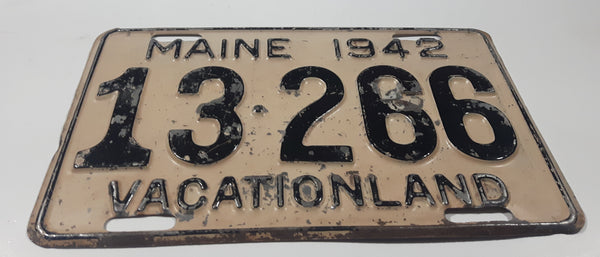 MAINE 1942
13·266
VACATIONLAND